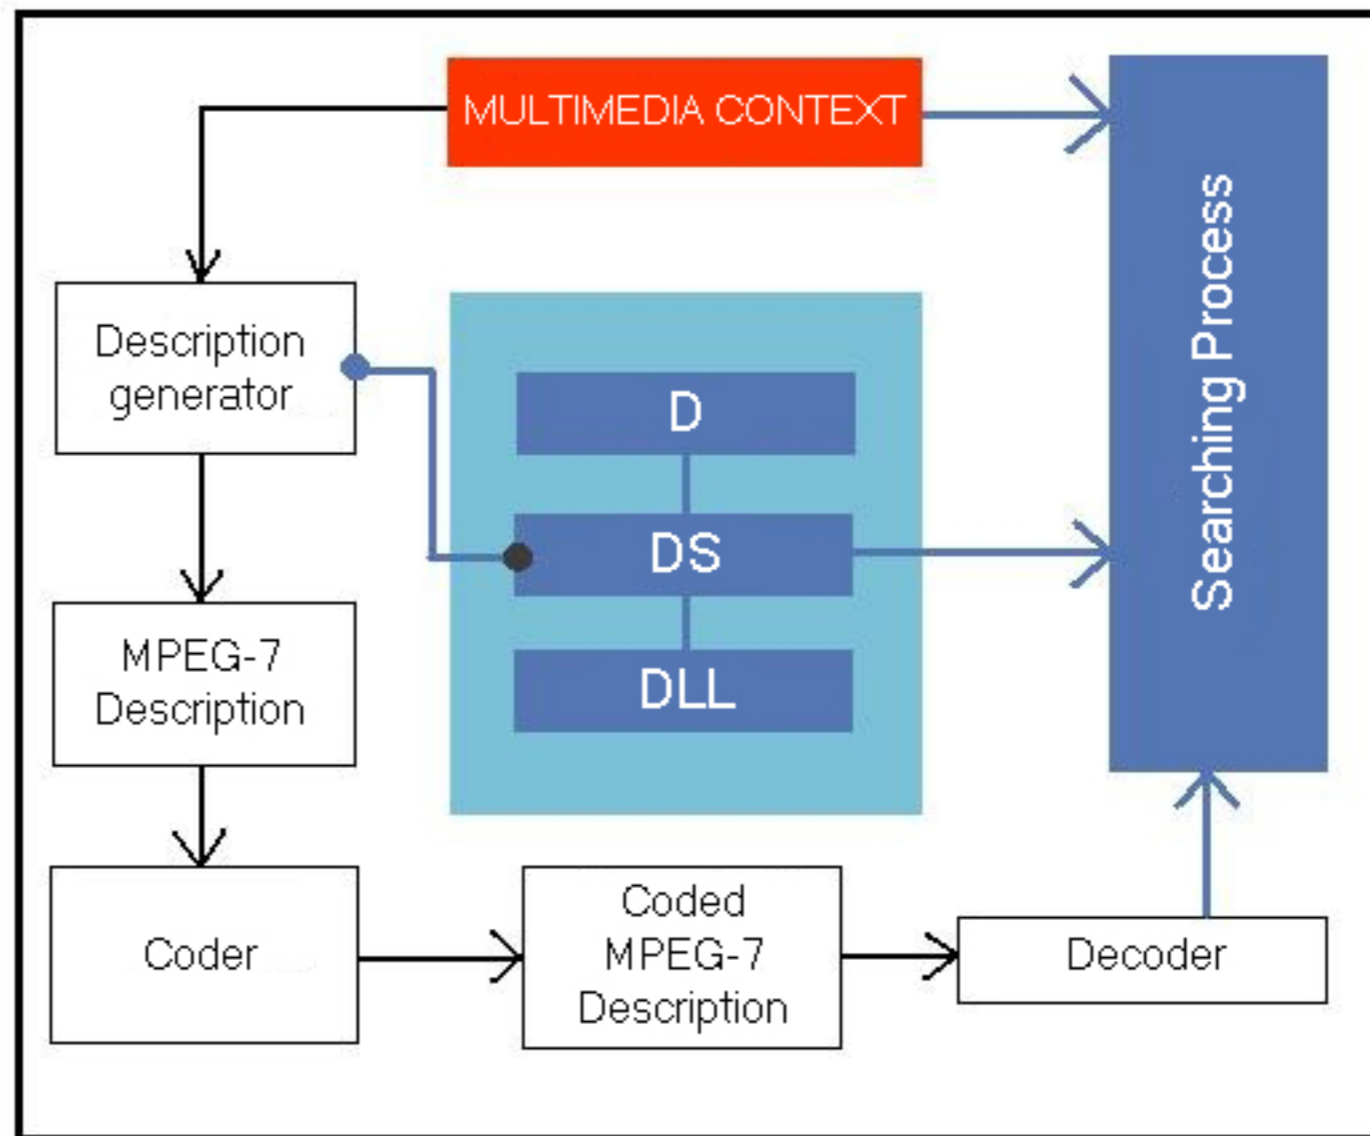 MULTIMEDIA CONTEXT
Description
generator
D
DS
DLL
Searching Process
MPEG-7
Description
Coder
Coded
MPEG-7
Description
Decoder